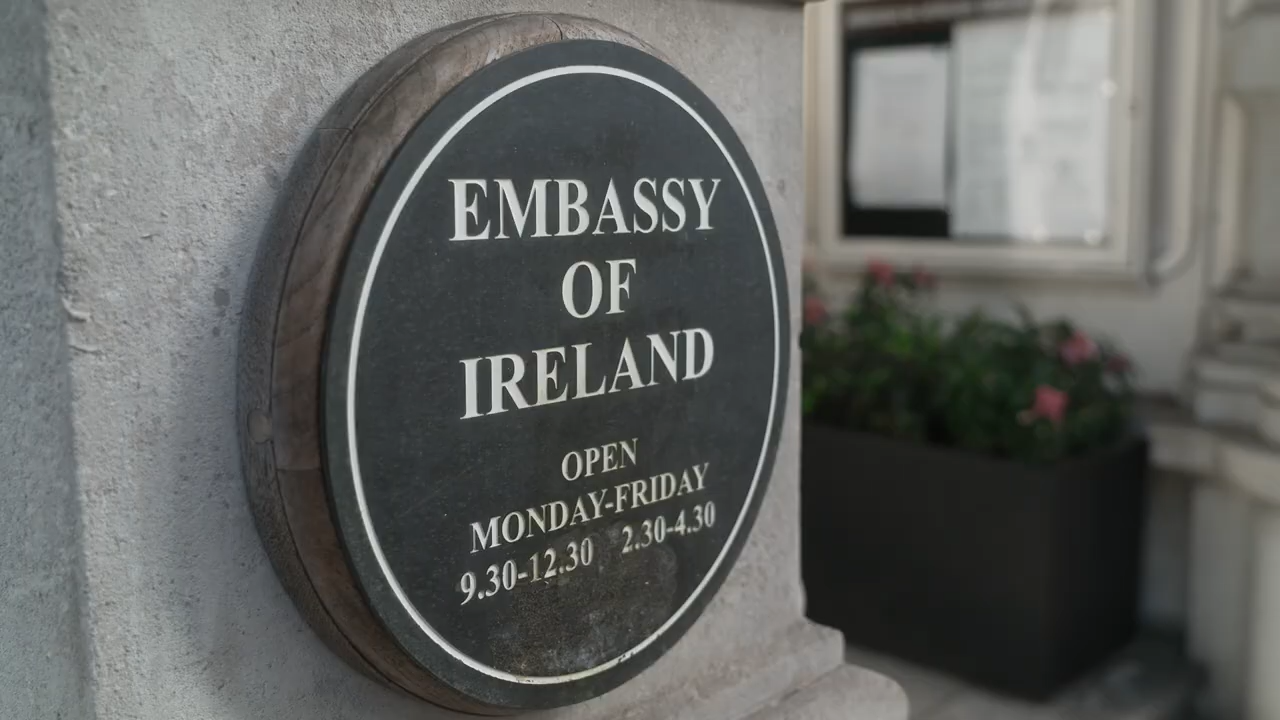 EMBASSY
OF
IRELAND
OPEN
MONDAY-FRIDAY
9.30-12.30 2.30-4.30